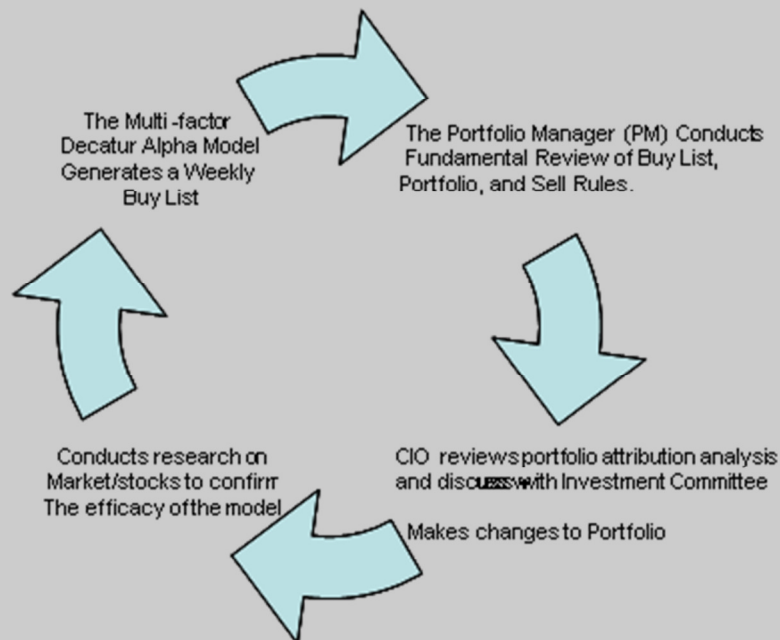 The Multi-factor
Decatur Alpha Model
Generates a Weekly
Buy List
The Portfolio Manager (PM) Conducts
Fundamental Review of Buy List,
Portfolio, and Sell Rules.
CIO reviews portfolio attribution analysis
and discuss with Investment Committee
Makes changes to Portfolio
Conducts research on
Market/stocks to confirm
The efficacy of the model